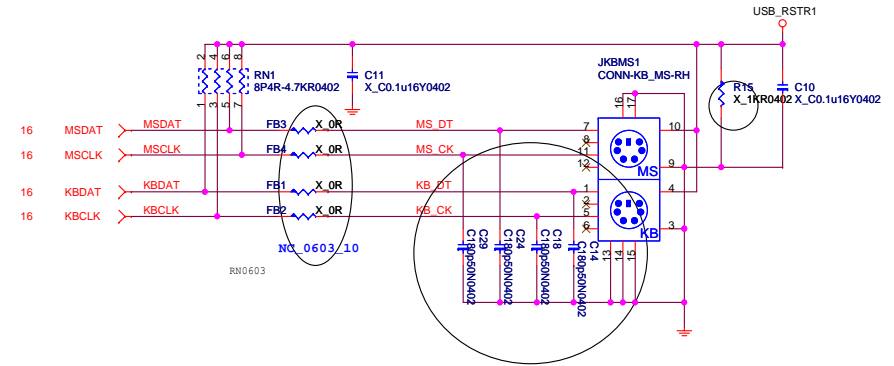 USB_RSTR1
2 4 6 8
RN1
8P4R-4.7KR0402
1 3 5 7
C11
X_C0.1u16Y0402
JKBMS1
CONN-KB_MS-RH
R15
X_1KR0402
C10
X_C0.1u16Y0402
16 17
16 MSDAT MSDAT FB3 X_0R MS_DT 7 10
8
16 MSCLK MSCLK FB4 X_0R MS_CK 11
12 MS 9
16 KBDAT KBDAT FB1 X_0R KB_DT 1 4
2
16 KBCLK KBCLK FB2 X_0R KB_CK 5
6 KB 3
NC_0603_10
RN0603
C29
C180p50N0402
C24
C180p50N0402
C18
C180p50N0402
C14
C180p50N0402
13 14 15